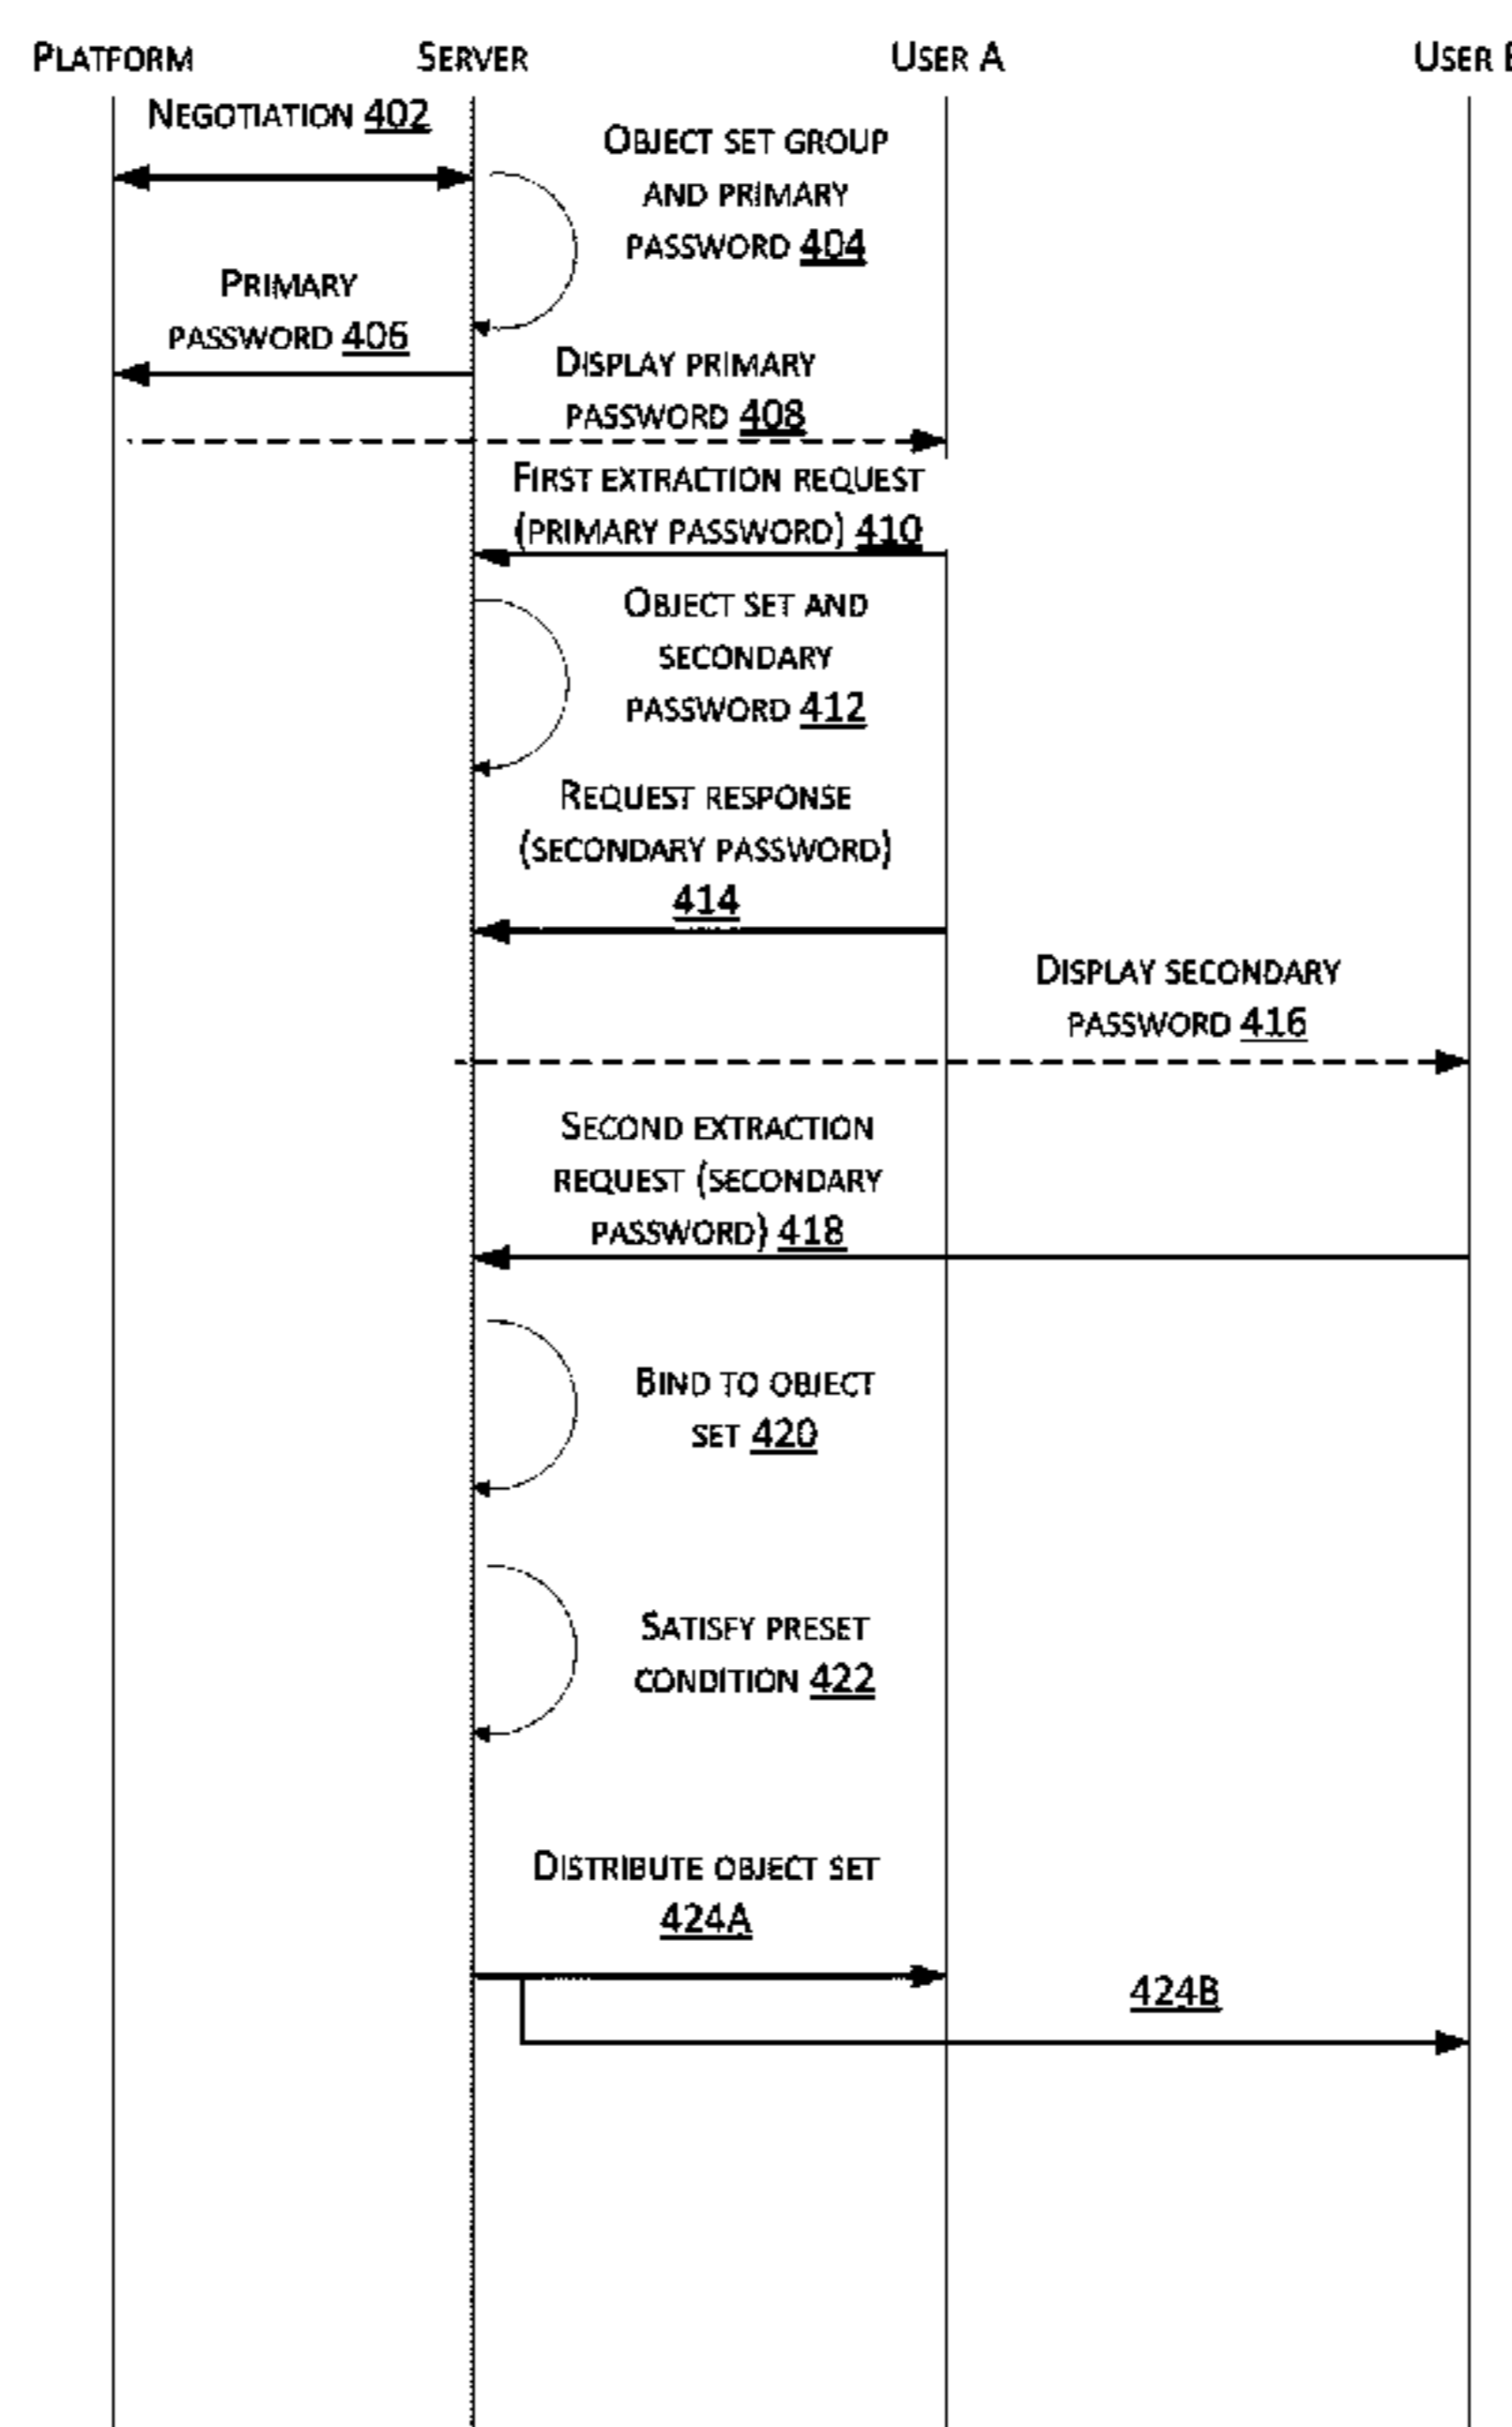 PLATFORM SERVER USER A USER
NEGOTIATION 402
OBJECT SET GROUP
AND PRIMARY
PASSWORD 404
PRIMARY
PASSWORD 406
DISPLAY PRIMARY
PASSWORD 408
FIRST EXTRACTION REQUEST
(PRIMARY PASSWORD) 410
OBJECT SET AND
SECONDARY
PASSWORD 412
REQUEST RESPONSE
(SECONDARY PASSWORD)
414
DISPLAY SECONDARY
PASSWORD 416
SECOND EXTRACTION
REQUEST (SECONDARY
PASSWORD) 418
BIND TO OBJECT
SET 420
SATISFY PRESET
CONDITION 422
DISTRIBUTE OBJECT SET
424A
424B